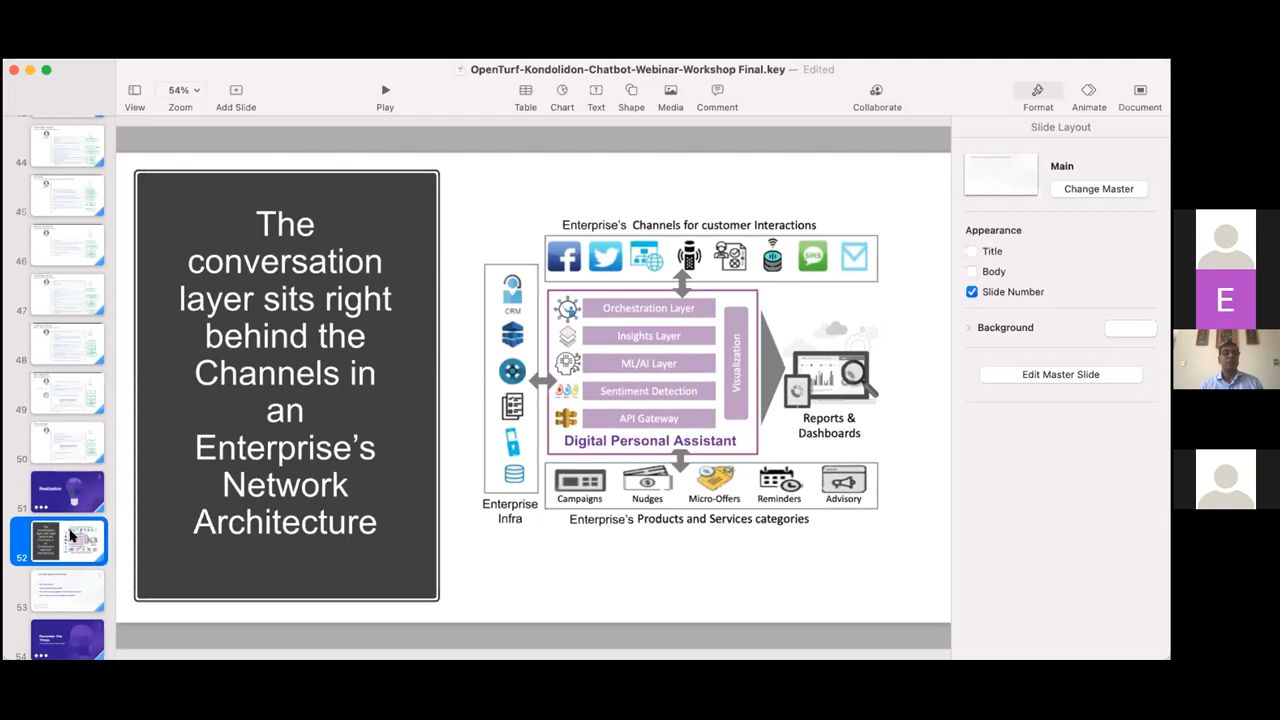 OpenTurf-Kondolidon-Chatbot-Webinar-Workshop Final.key — Edited
54%
View
Zoom
Add Slide
Play
Table
Chart
Text
Shape
Media
Comment
Collaborate
Format
Animate
Document
44
45
46
47
48
49
50
51
Realization
52
53
54
The
conversation
layer sits right
behind the
Channels in
an
Enterprise's
Network
Architecture
Enterprise's Channels for customer Interactions
SMS
CRM
Orchestration Layer
Insights Layer
ML/AI Layer
Sentiment Detection
API Gateway
Visualization
Digital Personal Assistant
Reports &
Dashboards
Campaigns
Nudges
Micro-Offers
Reminders
Advisory
Enterprise
Infra
Enterprise's Products and Services categories
Slide Layout
Main
Change Master
Appearance
Title
Body
Slide Number
Background
Edit Master Slide
E